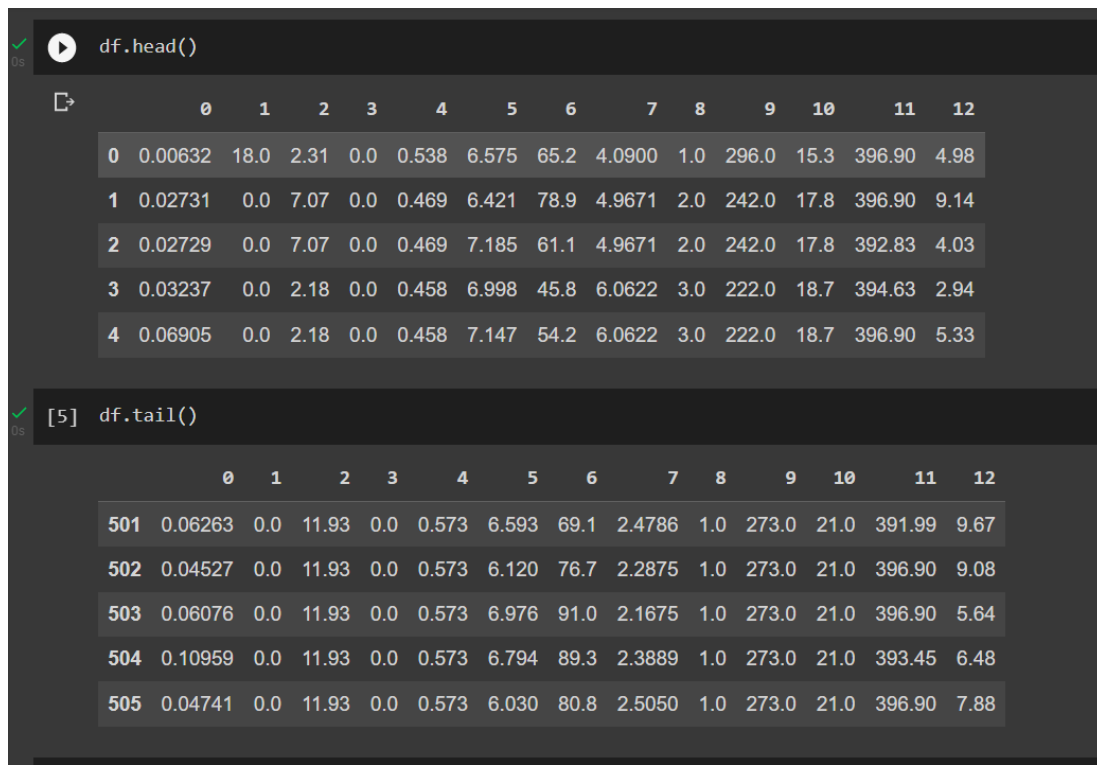 df.head()
0s
0 1 2 3 4 5 6 7 8 9 10 11 12
0 0.00632 18.0 2.31 0.0 0.538 6.575 65.2 4.0900 1.0 296.0 15.3 396.90 4.98
1 0.02731 0.0 7.07 0.0 0.469 6.421 78.9 4.9671 2.0 242.0 17.8 396.90 9.14
2 0.02729 0.0 7.07 0.0 0.469 7.185 61.1 4.9671 2.0 242.0 17.8 392.83 4.03
3 0.03237 0.0 2.18 0.0 0.458 6.998 45.8 6.0622 3.0 222.0 18.7 394.63 2.94
4 0.06905 0.0 2.18 0.0 0.458 7.147 54.2 6.0622 3.0 222.0 18.7 396.90 5.33
[5] df.tail()
0s
0 1 2 3 4 5 6 7 8 9 10 11 12
501 0.06263 0.0 11.93 0.0 0.573 6.593 69.1 2.4786 1.0 273.0 21.0 391.99 9.67
502 0.04527 0.0 11.93 0.0 0.573 6.120 76.7 2.2875 1.0 273.0 21.0 396.90 9.08
503 0.06076 0.0 11.93 0.0 0.573 6.976 91.0 2.1675 1.0 273.0 21.0 396.90 5.64
504 0.10959 0.0 11.93 0.0 0.573 6.794 89.3 2.3889 1.0 273.0 21.0 393.45 6.48
505 0.04741 0.0 11.93 0.0 0.573 6.030 80.8 2.5050 1.0 273.0 21.0 396.90 7.88